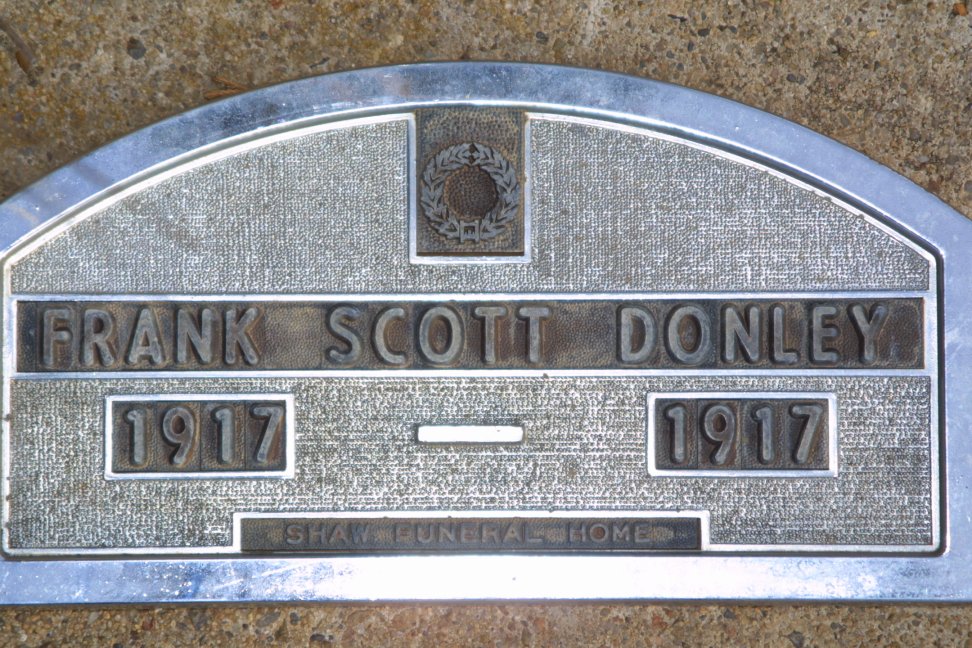 FRANK SCOTT DONLEY
1917 — 1917
SHAW FUNERAL HOME